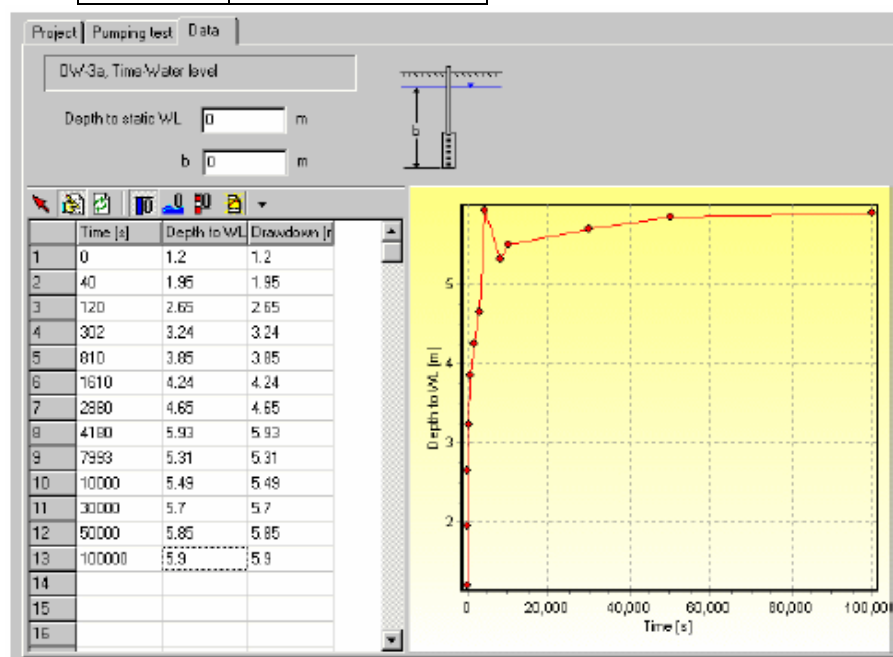 Project Pumping test Data
OW-3a, Time-Water level
Depth to static WL 0 m
b
b 0 m
Time [s] Depth to WL Drawdown [
1 0 1.2 1.2
2 40 1.95 1.95
3 120 2.65 2.65
4 302 3.24 3.24
5 810 3.85 3.85
6 1610 4.24 4.24
7 2880 4.65 4.65
8 4180 5.93 5.93
9 7993 5.31 5.31
10 10000 5.49 5.49
11 30000 5.7 5.7
12 50000 5.85 5.85
13 100000 5.9 5.9
14
15
16
5
4
3
2
Depth to WL [m]
0 20,000 40,000 60,000 80,000 100,00
Time [s]